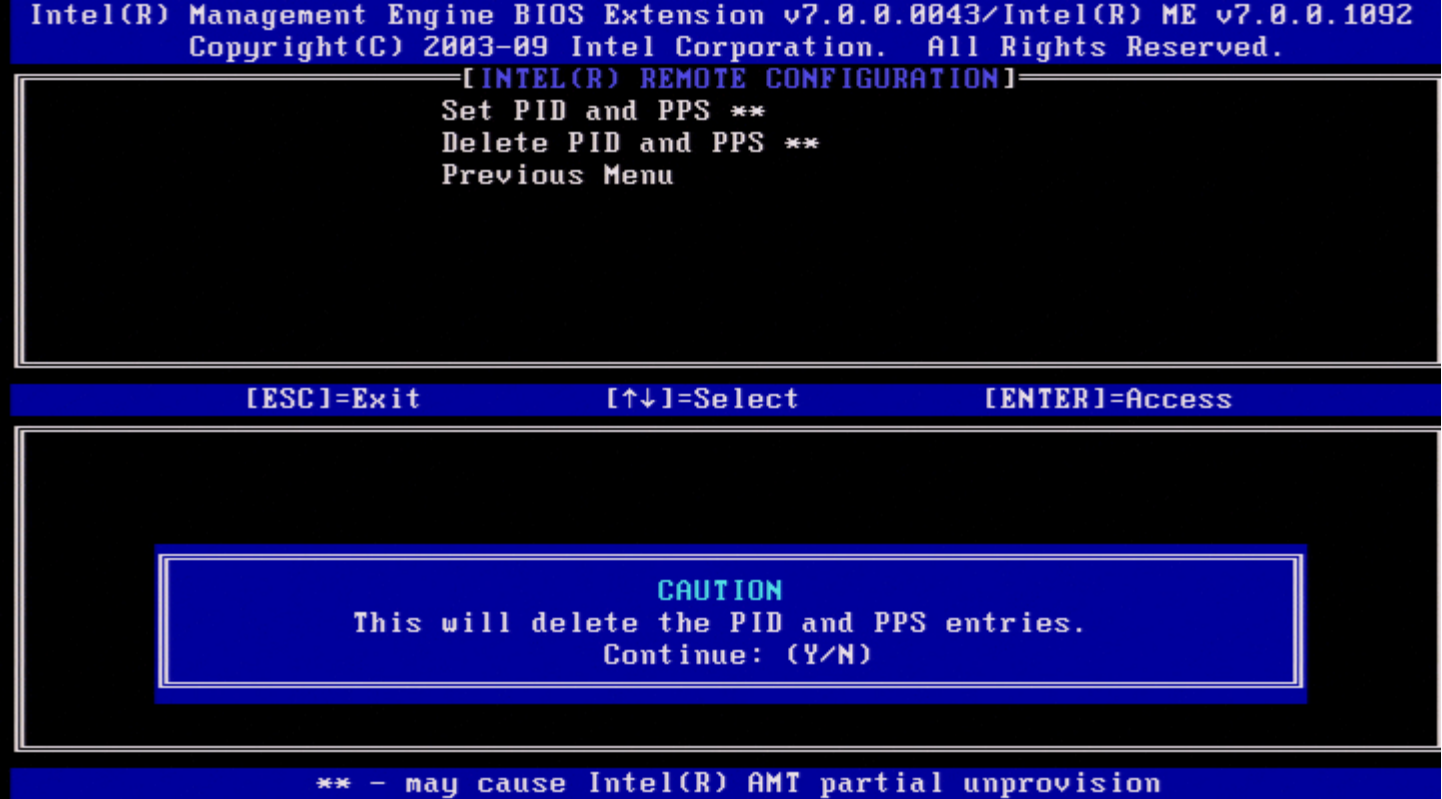 Intel(R) Management Engine BIOS Extension v7.0.0.0043/Intel(R) ME v7.0.0.1092
Copyright(C) 2003-09 Intel Corporation. All Rights Reserved.
[INTEL(R) REMOTE CONFIGURATION]
Set PID and PPS **
Delete PID and PPS **
Previous Menu
[ESC]=Exit [↑↓]=Select [ENTER]=Access
CAUTION
This will delete the PID and PPS entries.
Continue: (Y/N)
** - may cause Intel(R) AMT partial unprovision